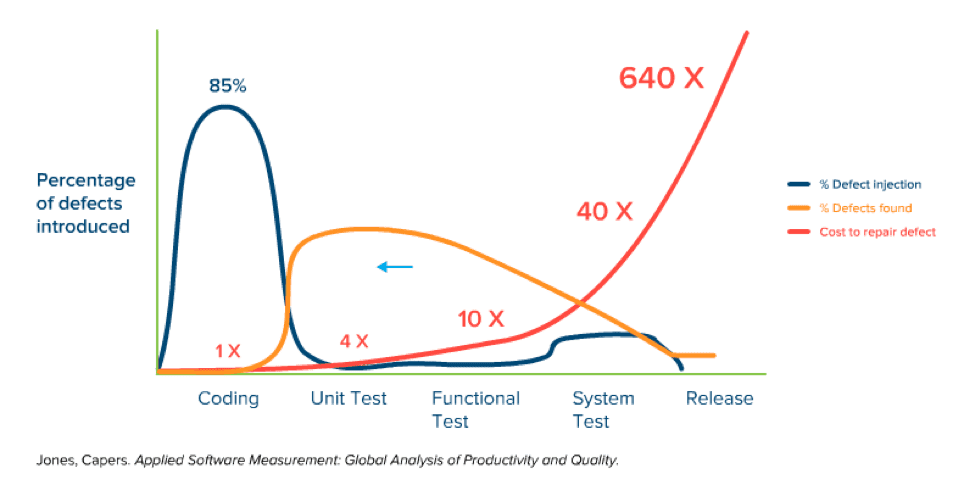 85%
640 X
Percentage
of defects
introduced
% Defect injection
% Defects found
Cost to repair defect
40 X
10 X
4 X
1 X
Coding
Unit Test
Functional
Test
System
Test
Release
Jones, Capers. Applied Software Measurement: Global Analysis of Productivity and Quality.